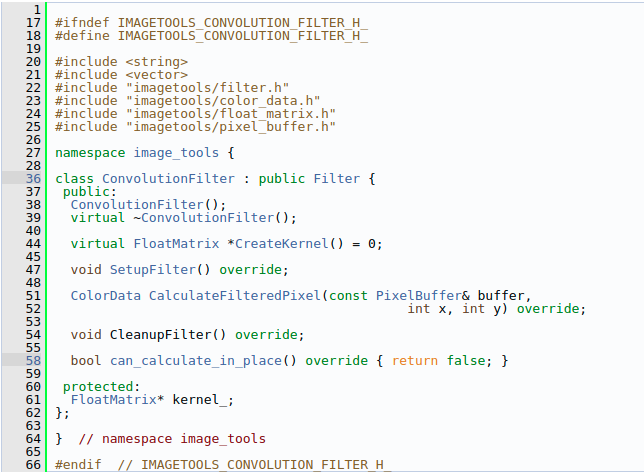 1
17 #ifndef IMAGETOOLS_CONVOLUTION_FILTER_H_
18 #define IMAGETOOLS_CONVOLUTION_FILTER_H_
19
20 #include <string>
21 #include <vector>
22 #include "imagetools/filter.h"
23 #include "imagetools/color_data.h"
24 #include "imagetools/float_matrix.h"
25 #include "imagetools/pixel_buffer.h"
26
27 namespace image_tools {
28
36 class ConvolutionFilter : public Filter {
37  public:
38   ConvolutionFilter();
39   virtual ~ConvolutionFilter();
40
44   virtual FloatMatrix *CreateKernel() = 0;
45
47   void SetupFilter() override;
48
51   ColorData CalculateFilteredPixel(const PixelBuffer& buffer,
52                                              int x, int y) override;
53
54   void CleanupFilter() override;
55
58   bool can_calculate_in_place() override { return false; }
59
60  protected:
61   FloatMatrix* kernel_;
62 };
63
64 }  // namespace image_tools
65
66 #endif  // IMAGETOOLS_CONVOLUTION_FILTER_H_